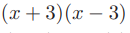 (x + 3)(x − 3)